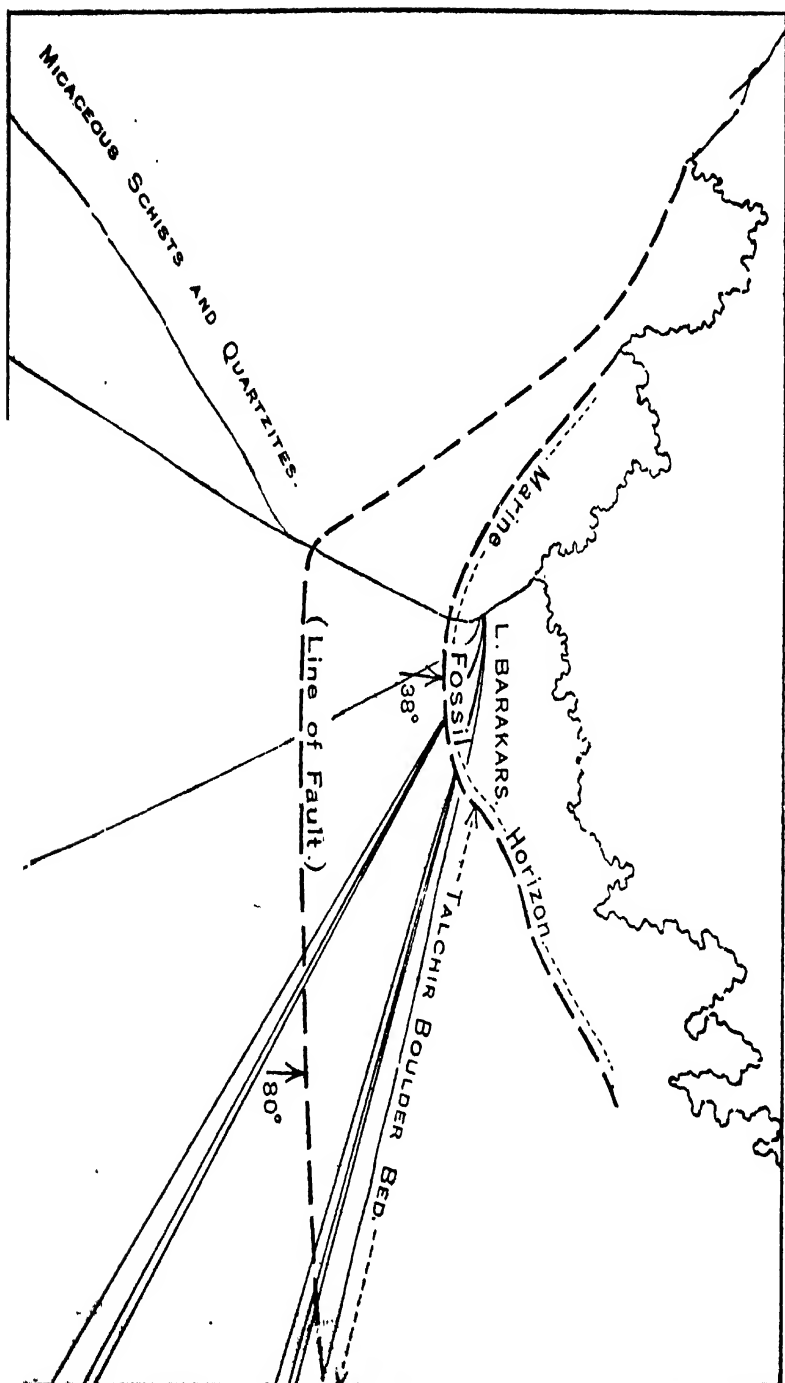 MICACEOUS SCHISTS AND QUARTZITES.
Marine Fossil Horizon
L. BARAKARS.
38°
(Line of Fault.)
TALCHIR BOULDER BED.
80°